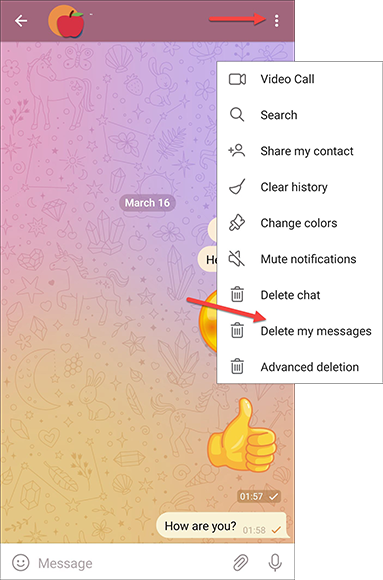 Video Call
Search
Share my contact
Clear history
Change colors
Mute notifications
Delete chat
Delete my messages
Advanced deletion
March 16
He
01:57
How are you? 01:58
Message